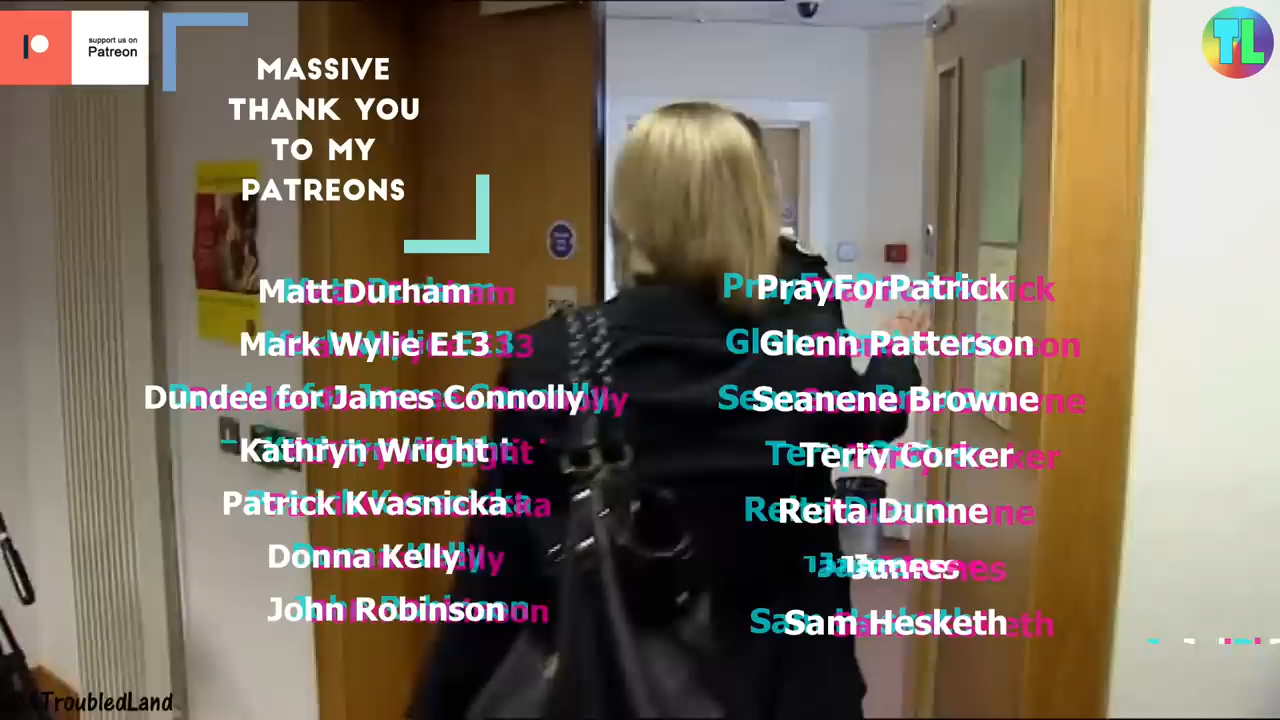 support us on
Patreon
TL
MASSIVE
THANK YOU
TO MY
PATREONS
Matt Durham
Mark Wylie E13
Dundee for James Connolly
Kathryn Wright
Patrick Kvasnicka
Donna Kelly
John Robinson
PrayForPatrick
Glenn Patterson
Seanene Browne
Terry Corker
Reita Dunne
James
Sam Hesketh
TroubledLand